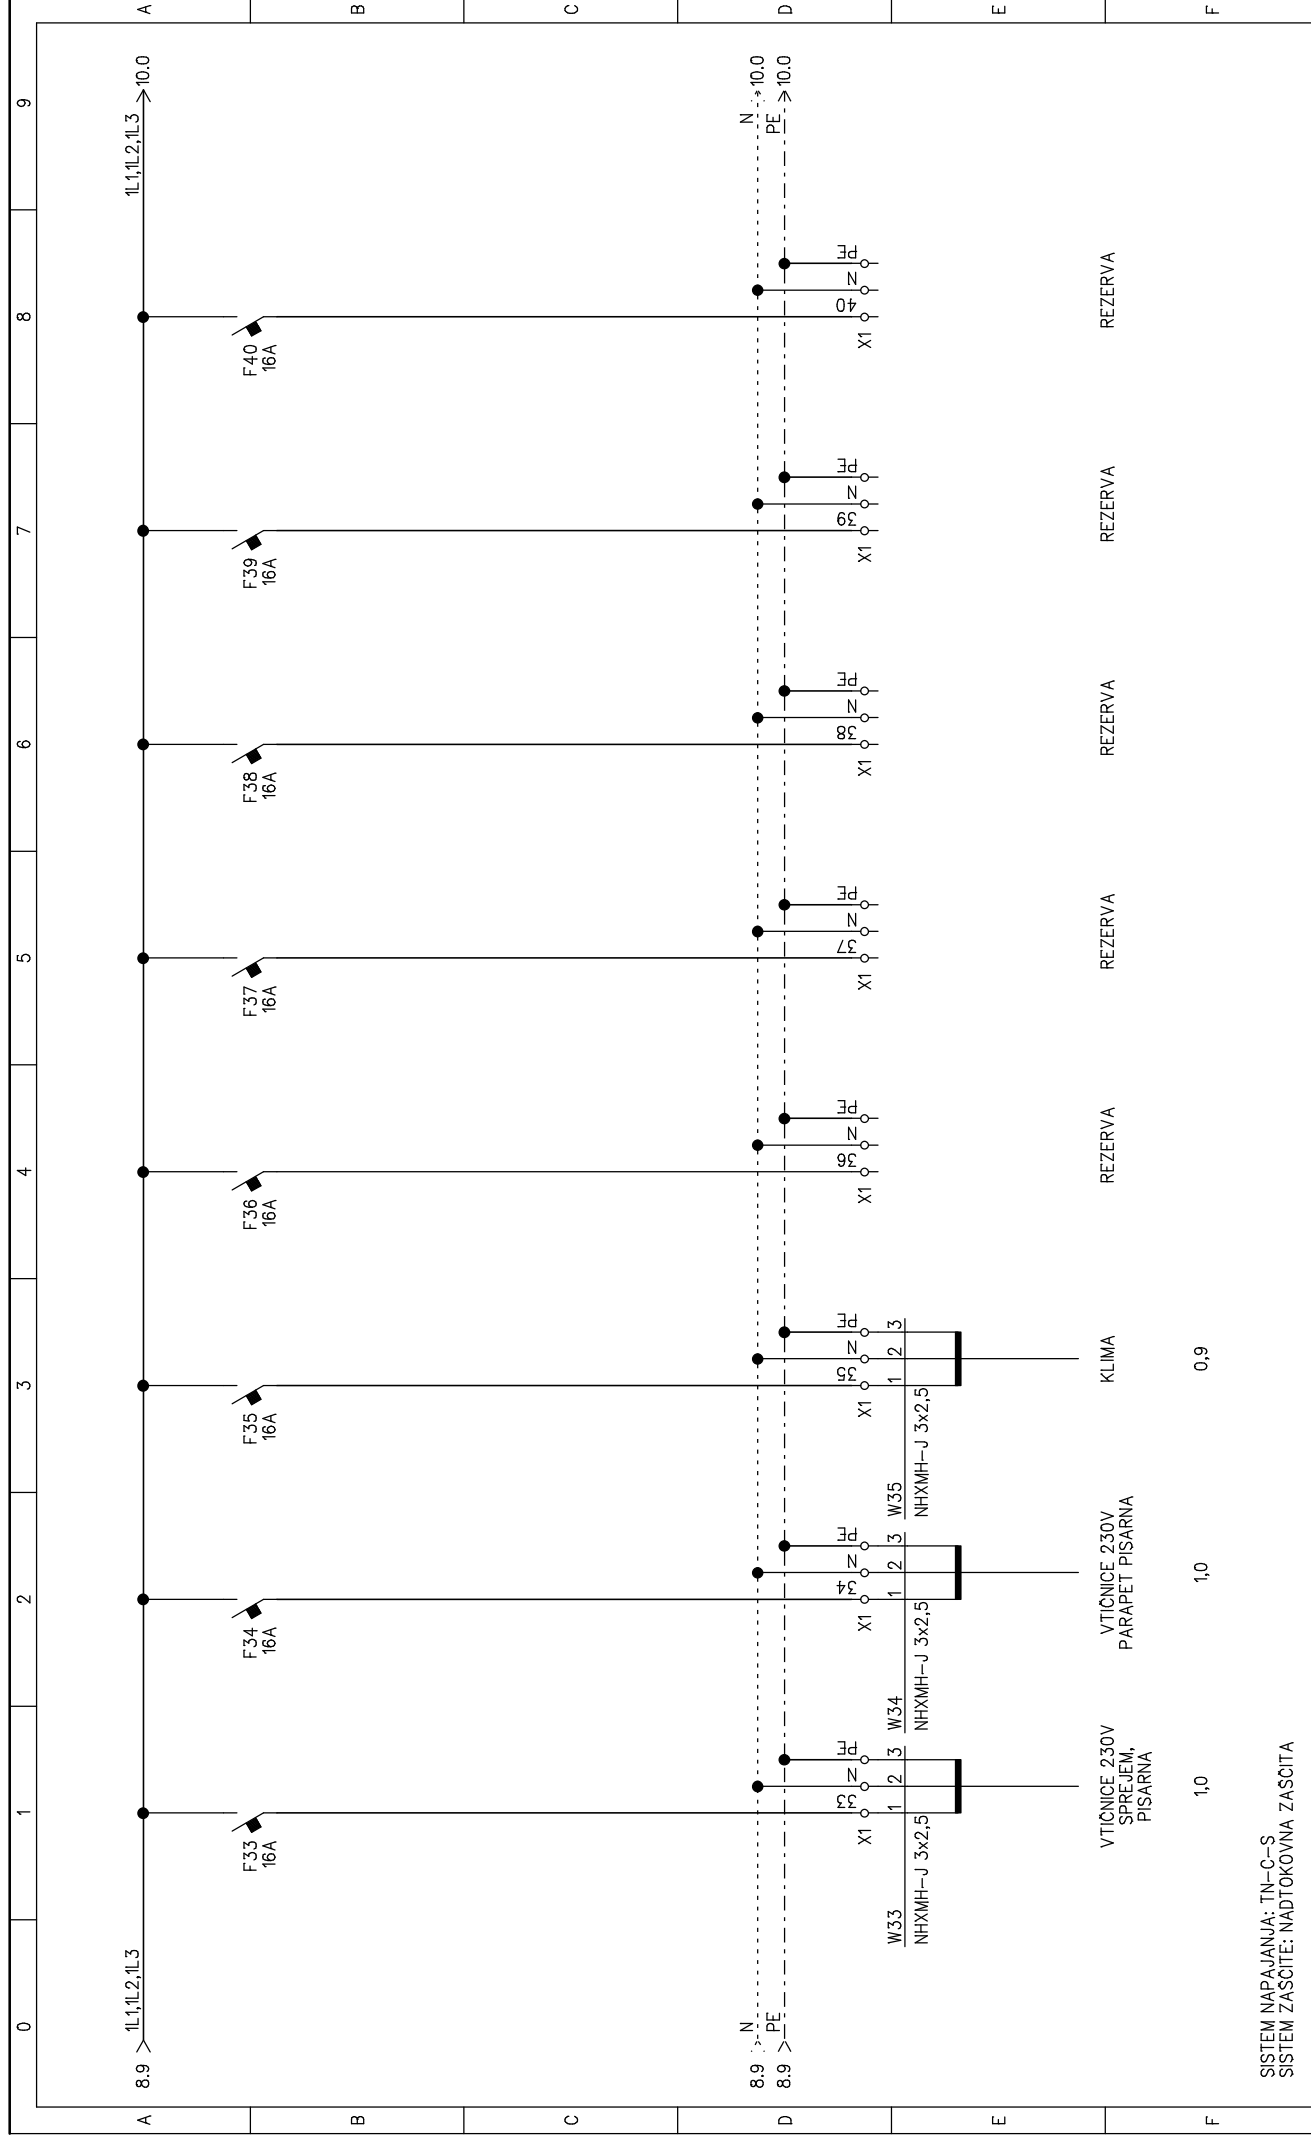 0 1 2 3 4 5 6 7 8 9
A A
8.9 1L1,1L2,1L3 1L1,1L2,1L3 10.0
F33 F34 F35 F36 F37 F38 F39 F40
16A 16A 16A 16A 16A 16A 16A 16A
B B
C C
N N
8.9 10.0
PE PE
8.9 10.0
D D
33 N PE 34 N PE 35 N PE 36 N PE 37 N PE 38 N PE 39 N PE 40 N PE
X1 X1 X1 X1 X1 X1 X1 X1
W33 1 2 3 W34 1 2 3 W35 1 2 3
NHXMH-J 3x2,5 NHXMH-J 3x2,5 NHXMH-J 3x2,5
E E
VTIČNICE 230V
SPREJEM,
PISARNA
VTIČNICE 230V
PARAPET PISARNA
KLIMA
REZERVA
REZERVA
REZERVA
REZERVA
REZERVA
1,0 1,0 0,9
F F
SISTEM NAPAJANJA: TN-C-S
SISTEM ZAŠČITE: NADTOKOVNA ZAŠČITA